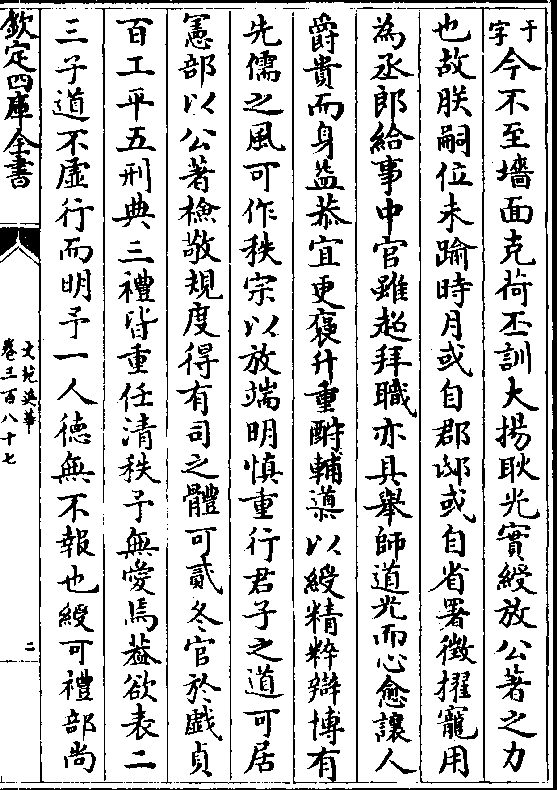 于字今不至墻面克荷丕訓大揚耿光實綬放公著之力
也故朕嗣位未踰時月或自郡邸或自省署徵擢寵用
為丞郎給事中官雖超拜職亦具舉師道光而心愈讓人
爵貴而身益恭宜更褒升重酧輔導以綬精粹辯博有
先儒之風可作秩宗以放端明慎重行君子之道可居
憲部以公著檢敬規度得有司之體可貳冬官於戲貞
百工平五刑典三禮皆重任清秩予無愛焉葢欲表二
三子道不虛行而明予一人德無不報也綬可禮部尚
欽定四庫全書
文苑英華
卷三百八十七
二